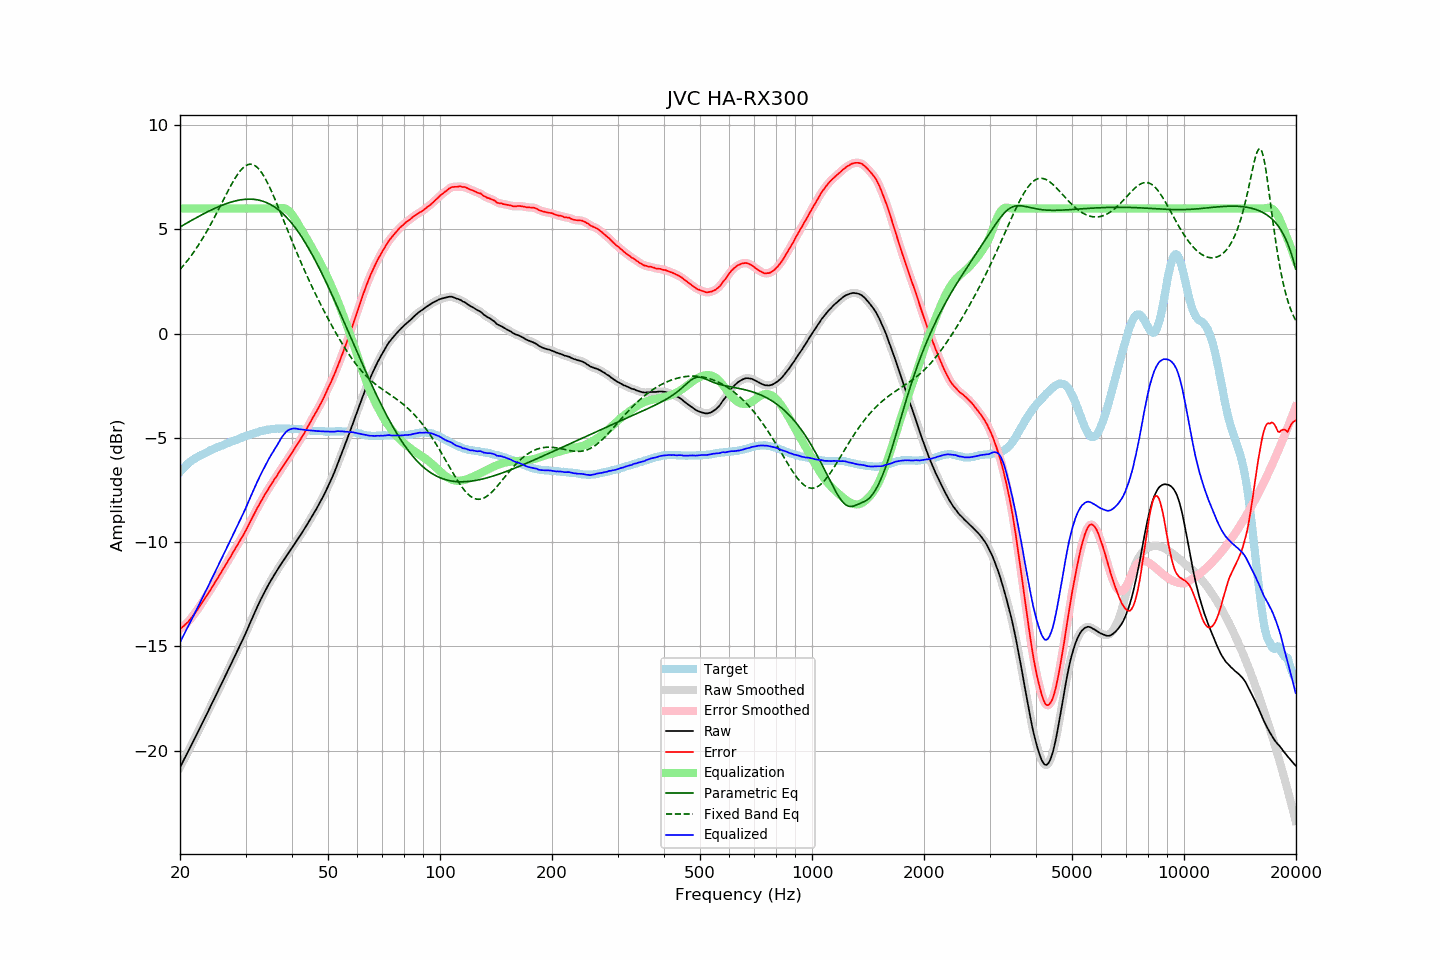 JVC HA-RX300
10
5
0
−5
−10
−15
−20
Amplitude (dBr)
Target
Raw Smoothed
Error Smoothed
Raw
Error
Equalization
Parametric Eq
Fixed Band Eq
Equalized
20 50 100 200 500 1000 2000 5000 10000 20000
Frequency (Hz)